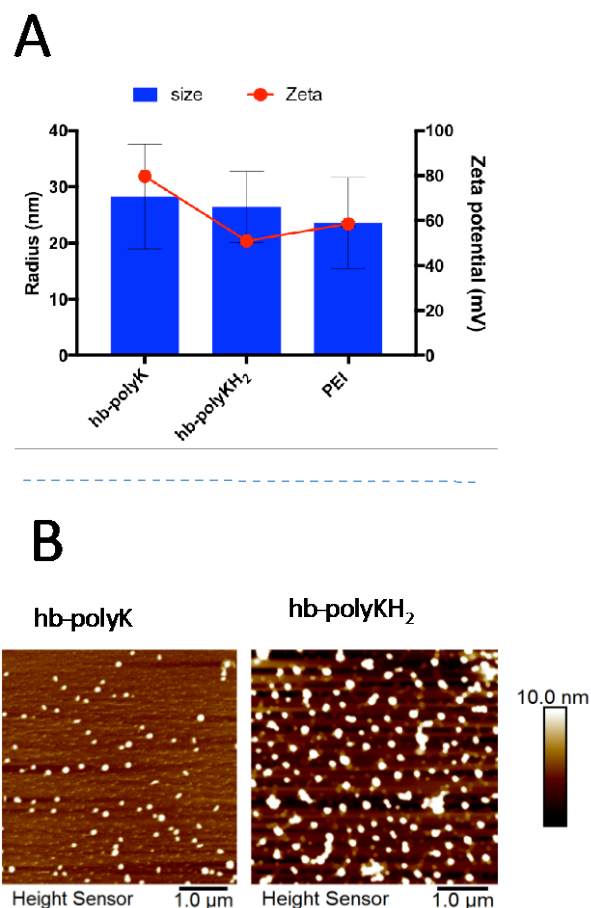 A
size Zeta
40
30
20
10
0
Radius (nm)
100
80
60
40
20
0
Zeta potential (mV)
hb-polyK
hb-polyKH₂
PEI
B
hb-polyK
hb-polyKH₂
10.0 nm
Height Sensor 1.0 µm
Height Sensor 1.0 µm